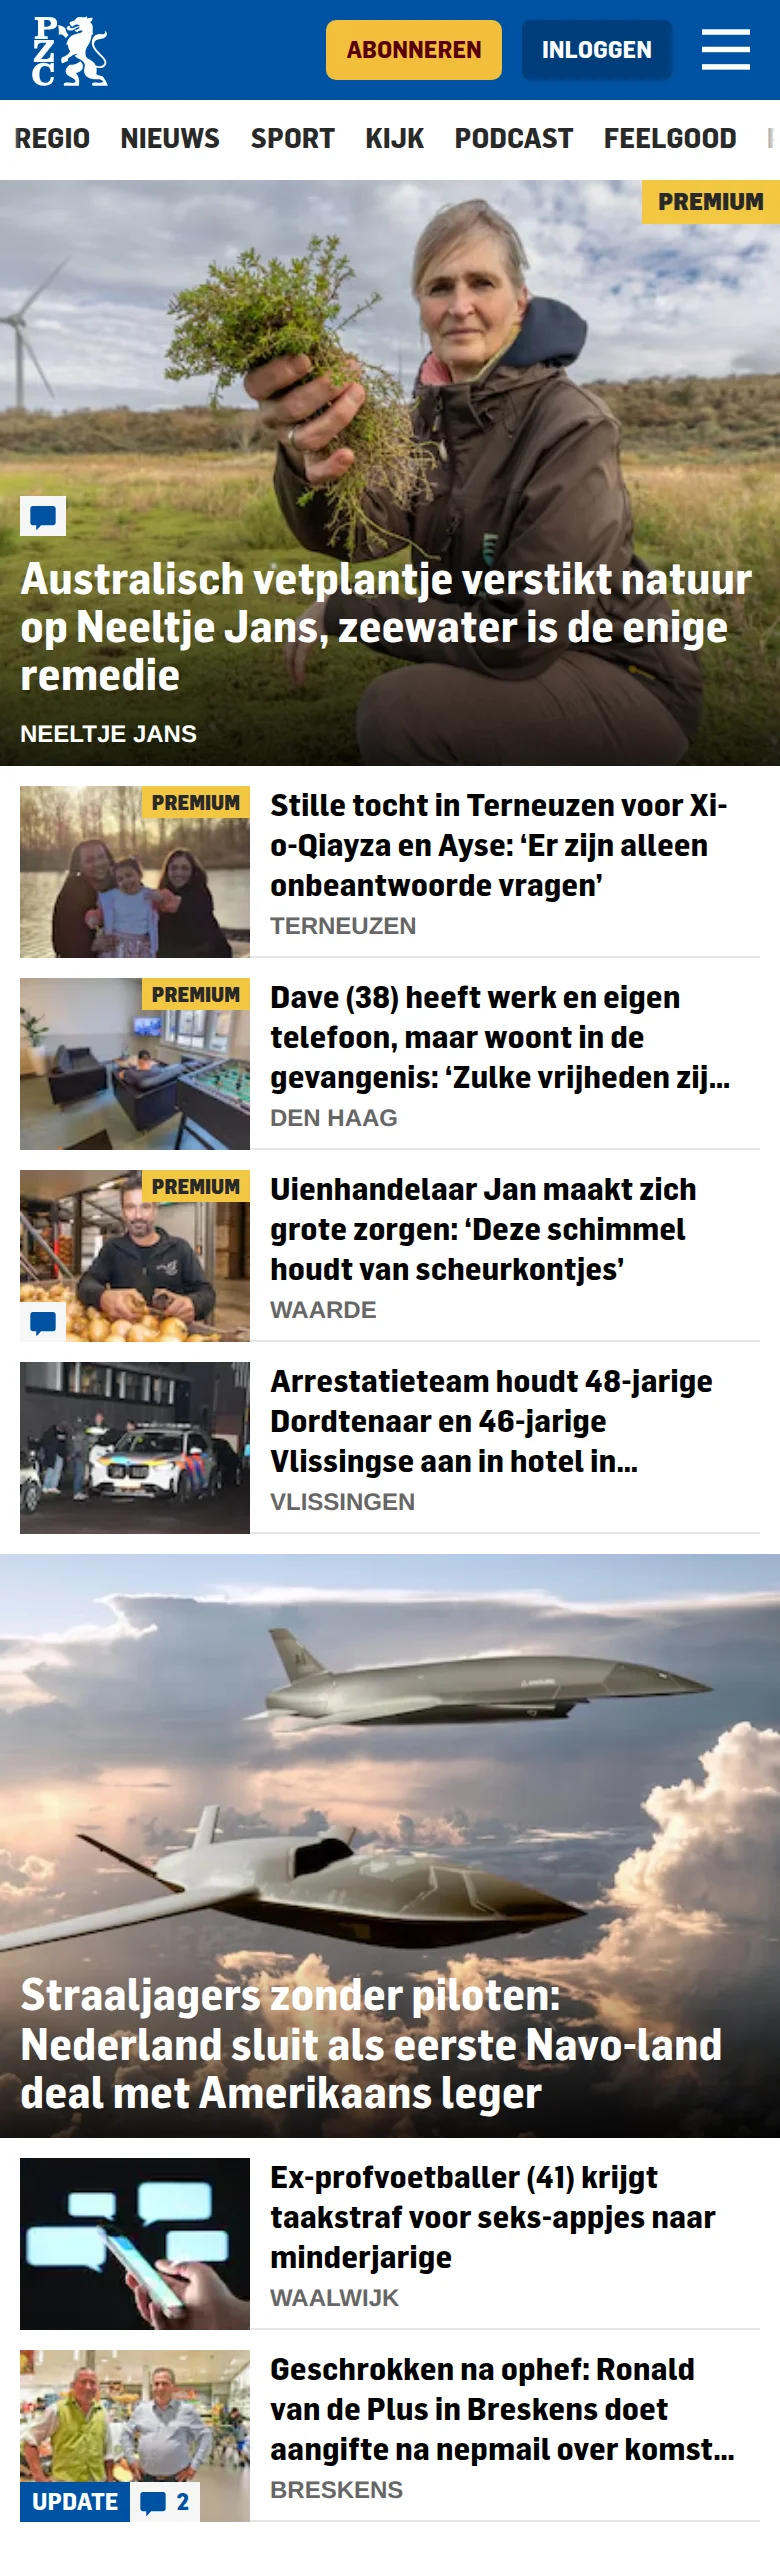 PZC
ABONNEREN
INLOGGEN
REGIO NIEUWS SPORT KIJK PODCAST FEELGOOD
PREMIUM
Australisch vetplantje verstikt natuur
op Neeltje Jans, zeewater is de enige
remedie
NEELTJE JANS
PREMIUM
Stille tocht in Terneuzen voor Xi-
o-Qiayza en Ayse: ‘Er zijn alleen
onbeantwoorde vragen’
TERNEUZEN
PREMIUM
Dave (38) heeft werk en eigen
telefoon, maar woont in de
gevangenis: ‘Zulke vrijheden zij...
DEN HAAG
PREMIUM
Uienhandelaar Jan maakt zich
grote zorgen: ‘Deze schimmel
houdt van scheurkontjes’
WAARDE
Arrestatieteam houdt 48-jarige
Dordtenaar en 46-jarige
Vlissingse aan in hotel in...
VLISSINGEN
Straaljagers zonder piloten:
Nederland sluit als eerste Navo-land
deal met Amerikaans leger
Ex-profvoetballer (41) krijgt
taakstraf voor seks-appjes naar
minderjarige
WAALWIJK
Geschrokken na ophef: Ronald
van de Plus in Breskens doet
aangifte na nepmail over komst...
BRESKENS
UPDATE 2